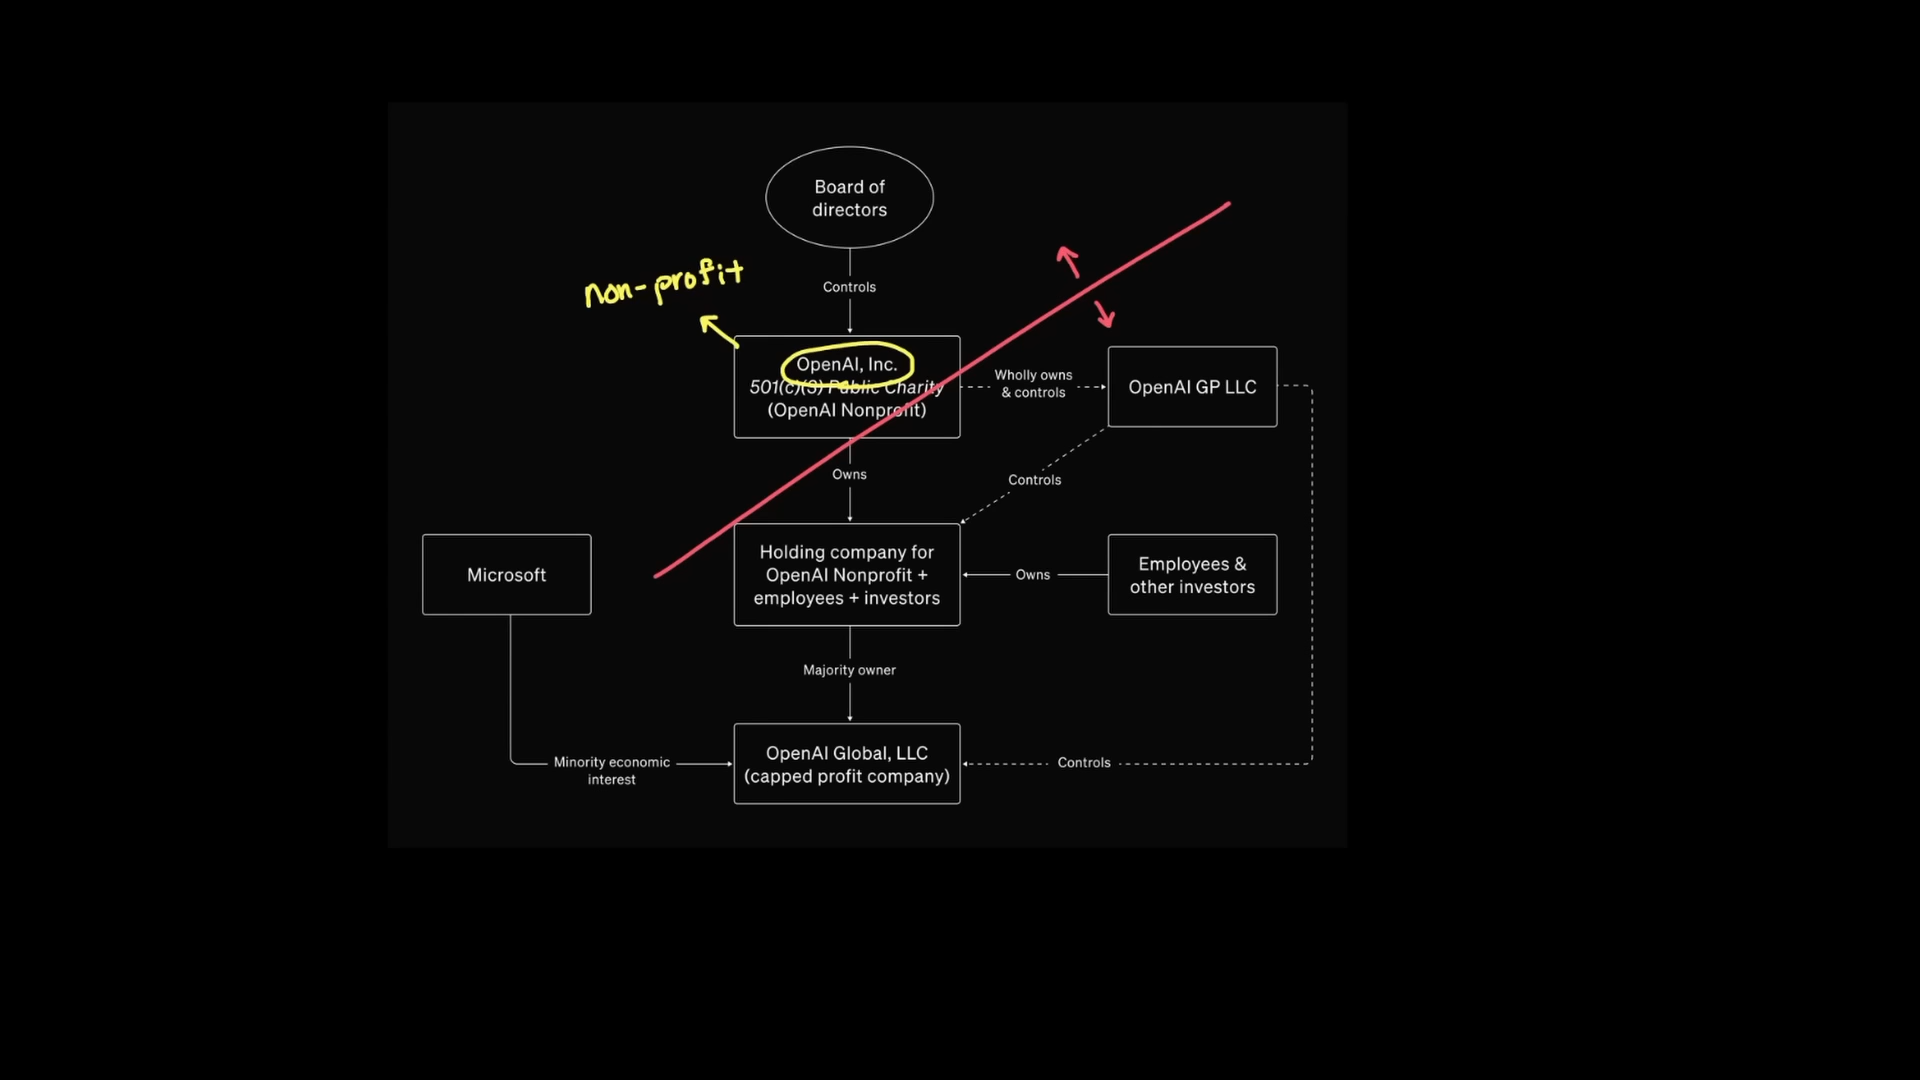 Board of
directors
non-profit
Controls
OpenAI, Inc.
501(c)(3) Public Charity
(OpenAI Nonprofit)
Wholly owns
& controls
OpenAI GP LLC
Owns
Controls
Microsoft
Holding company for
OpenAI Nonprofit +
employees + investors
Owns
Employees &
other investors
Majority owner
Minority economic
interest
OpenAI Global, LLC
(capped profit company)
Controls